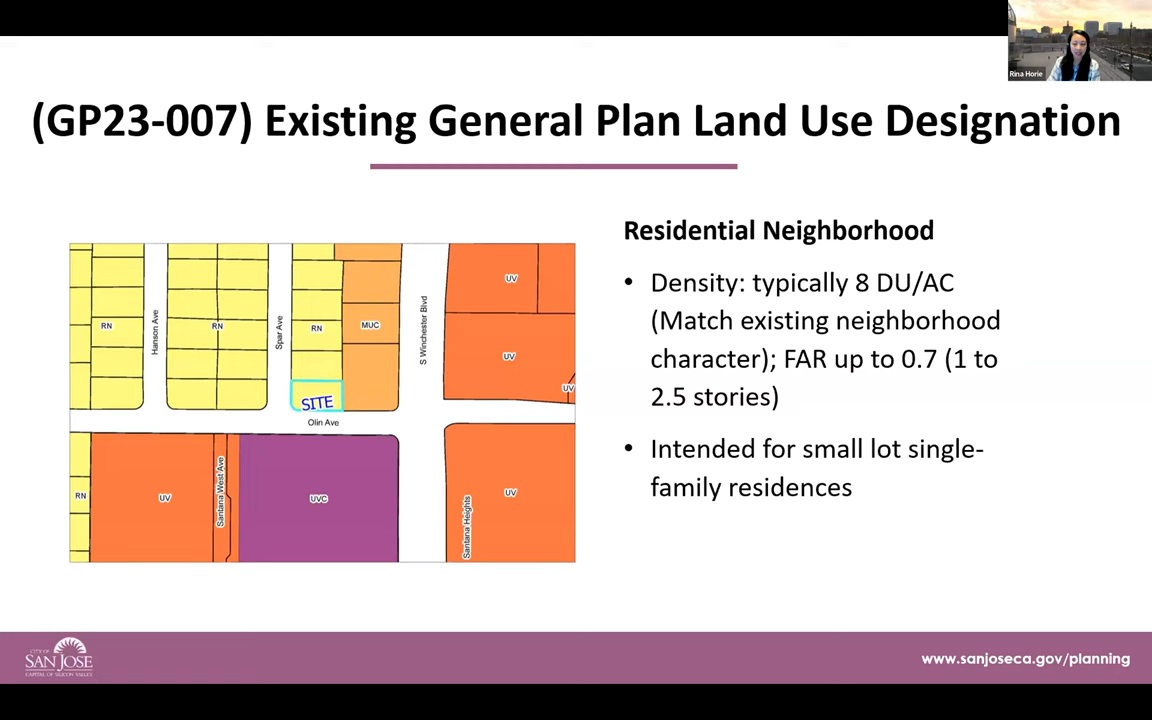 Rina Horie
(GP23-007) Existing General Plan Land Use Designation
RN
Hanson Ave
RN
Spar Ave
RN
MUC
S Winchester Blvd
UV
UV
UV
SITE
Olin Ave
RN
UV
Santana West Ave
UVC
Santana Heights
UV
Residential Neighborhood
• Density: typically 8 DU/AC
(Match existing neighborhood
character); FAR up to 0.7 (1 to
2.5 stories)
• Intended for small lot single-
family residences
CITY OF
SAN JOSE
CAPITAL OF SILICON VALLEY
www.sanjoseca.gov/planning